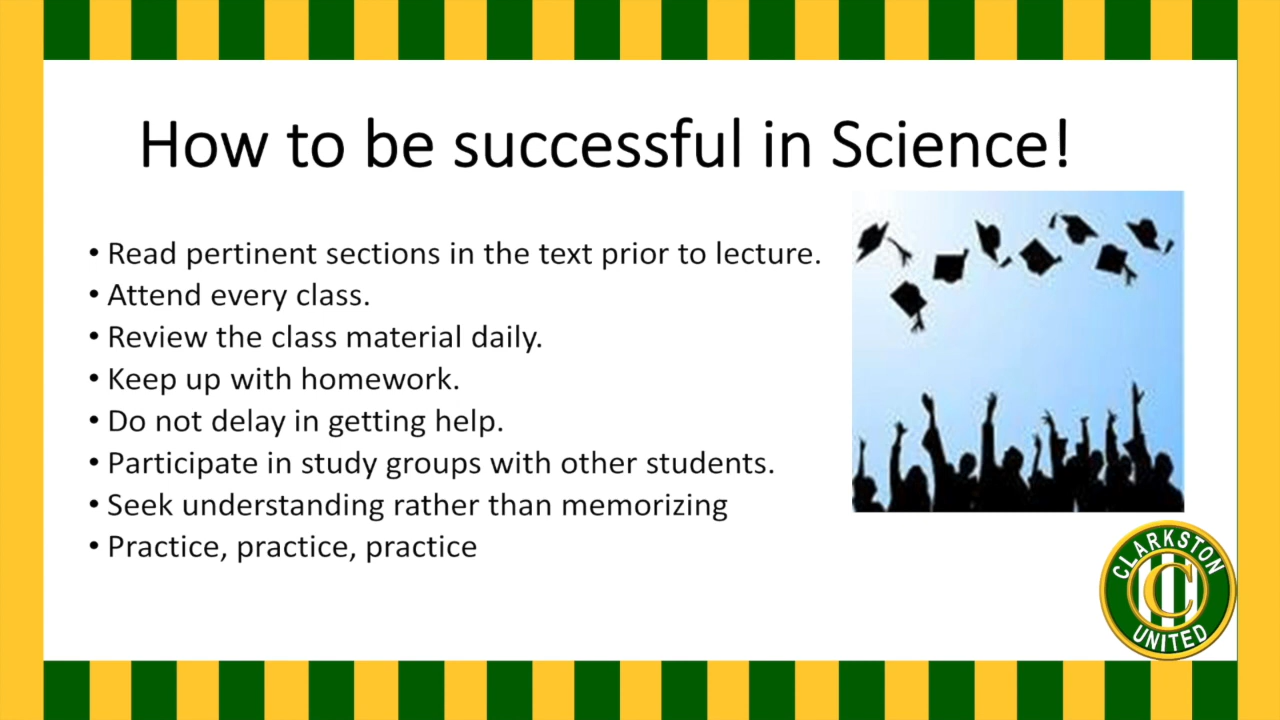 How to be successful in Science!
• Read pertinent sections in the text prior to lecture.
• Attend every class.
• Review the class material daily.
• Keep up with homework.
• Do not delay in getting help.
• Participate in study groups with other students.
• Seek understanding rather than memorizing
• Practice, practice, practice
CLARKSTON
C
UNITED